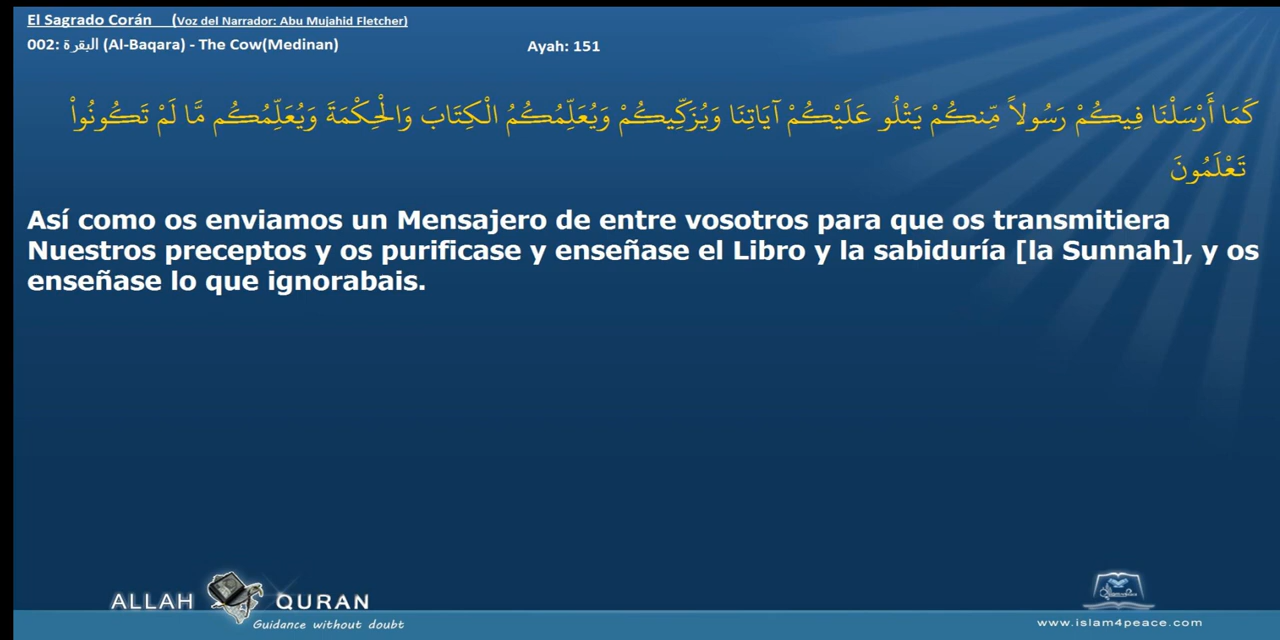 El Sagrado Corán (Voz del Narrador: Abu Mujahid Fletcher)
002: البقرة (Al-Baqara) - The Cow(Medinan)
Ayah: 151
كَمَا أَرْسَلْنَا فِيكُمْ رَسُولاً مِّنكُمْ يَتْلُو عَلَيْكُمْ آيَاتِنَا وَيُزَكِّيكُمْ وَيُعَلِّمُكُمُ الْكِتَابَ وَالْحِكْمَةَ وَيُعَلِّمُكُم مَّا لَمْ تَكُونُواْ
تَعْلَمُونَ
Así como os enviamos un Mensajero de entre vosotros para que os transmitiera
Nuestros preceptos y os purificase y enseñase el Libro y la sabiduría [la Sunnah], y os
enseñase lo que ignorabais.
ALLAH QURAN
Guidance without doubt
www.islam4peace.com